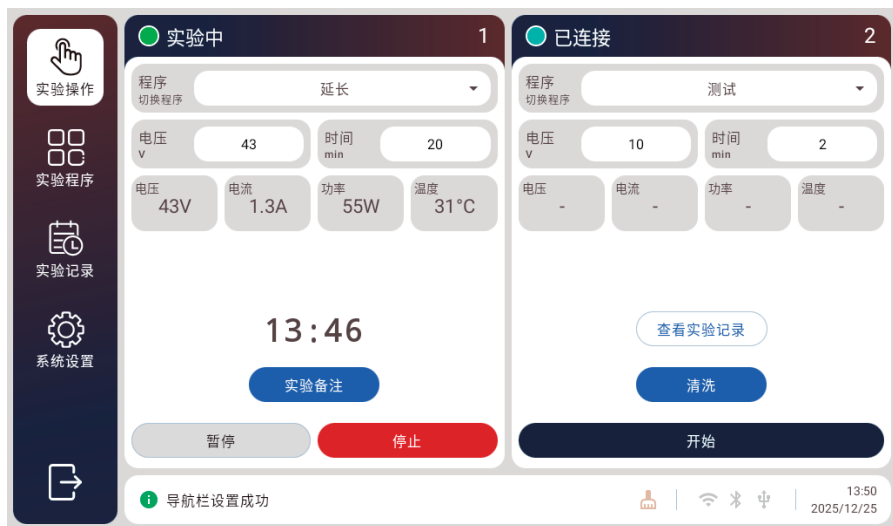 实验操作
实验程序
实验记录
系统设置
实验中 1
程序
切换程序
延长
电压
V
43
时间
min
20
电压
43V
电流
1.3A
功率
55W
温度
31°C
13:46
实验备注
暂停
停止
已连接 2
程序
切换程序
测试
电压
V
10
时间
min
2
电压
-
电流
-
功率
-
温度
-
查看实验记录
清洗
开始
导航栏设置成功
13:50
2025/12/25